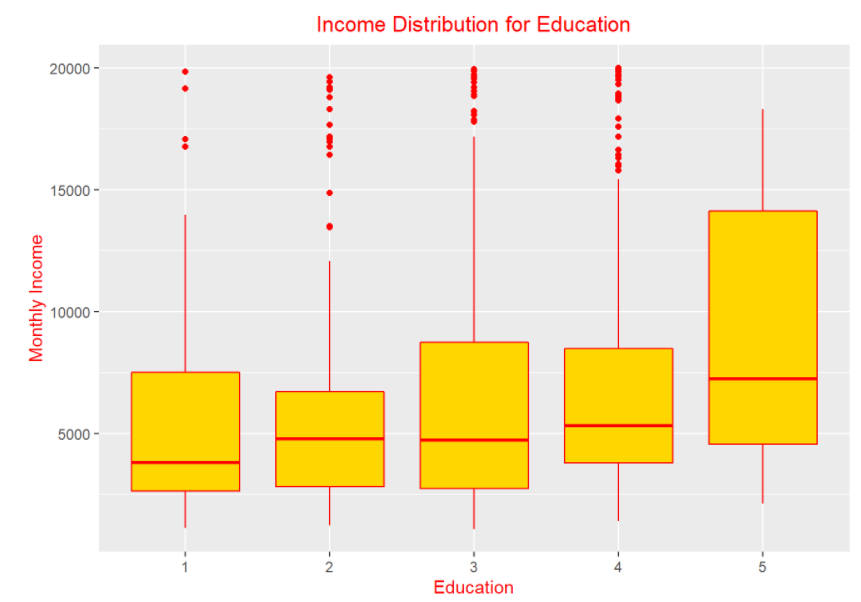 Income Distribution for Education
20000
15000
10000
5000
Monthly Income
1 2 3 4 5
Education